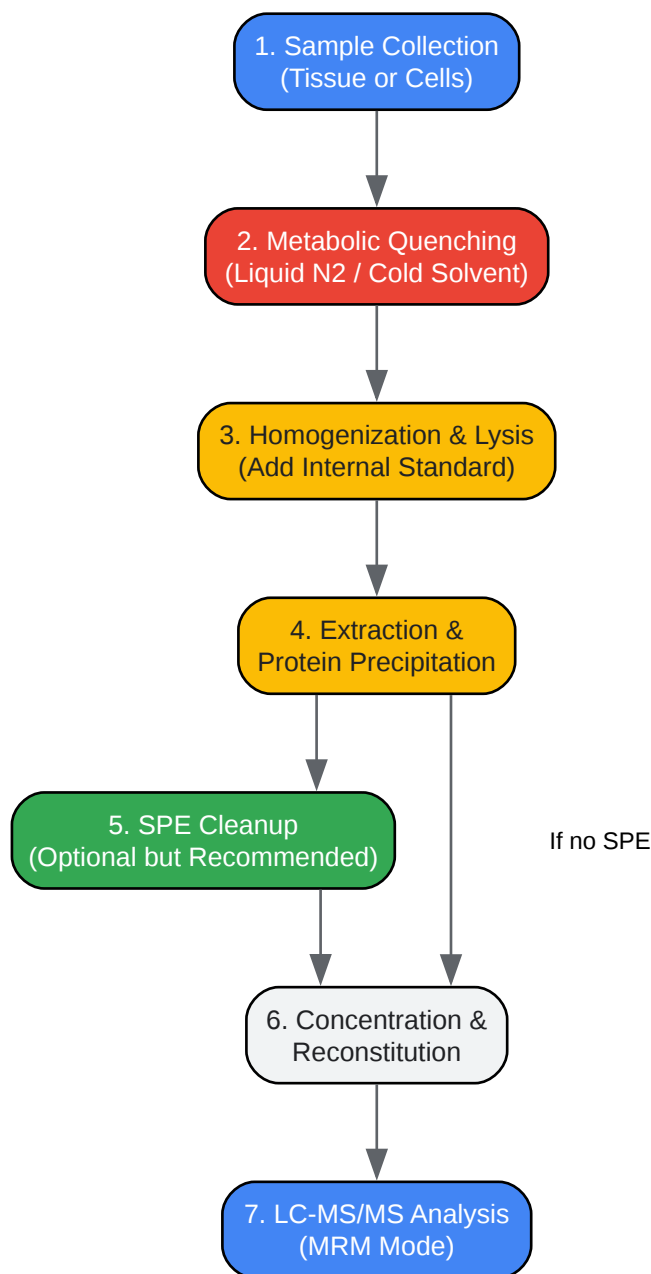 1. Sample Collection
(Tissue or Cells)
2. Metabolic Quenching
(Liquid N2 / Cold Solvent)
3. Homogenization & Lysis
(Add Internal Standard)
4. Extraction &
Protein Precipitation
5. SPE Cleanup
(Optional but Recommended)
If no SPE
6. Concentration &
Reconstitution
7. LC-MS/MS Analysis
(MRM Mode)